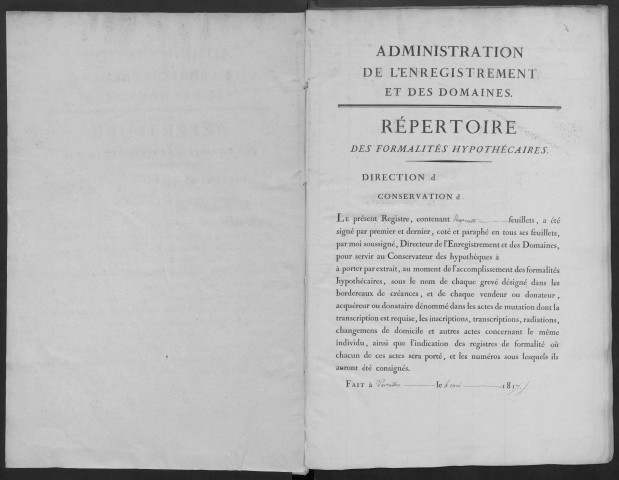 ADMINISTRATION
DE L'ENREGISTREMENT
ET DES DOMAINES.
RÉPERTOIRE
DES FORMALITÉS HYPOTHÉCAIRES.
DIRECTION d
CONSERVATION d
LE présent Registre, contenant feuillets, a été
signé par premier et dernier, coté et paraphé en tous ses feuillets,
par moi soussigné, Directeur de l'Enregistrement et des Domaines,
pour servir au Conservateur des hypothèques à
à porter par extrait, au moment de l'accomplissement des formalités
hypothécaires, sous le nom de chaque grevé désigné dans les
bordereaux de créances, et de chaque vendeur ou donateur,
acquéreur ou donataire dénommé dans les actes de mutation dont la
transcription est requise, les inscriptions, transcriptions, radiations,
changemens de domicile et autres actes concernant le même
individu, ainsi que l'indication des registres de formalité où
chacun de ces actes sera porté, et les numéros sous lesquels ils
auront été consignés.
FAIT à Versailles le 1817.